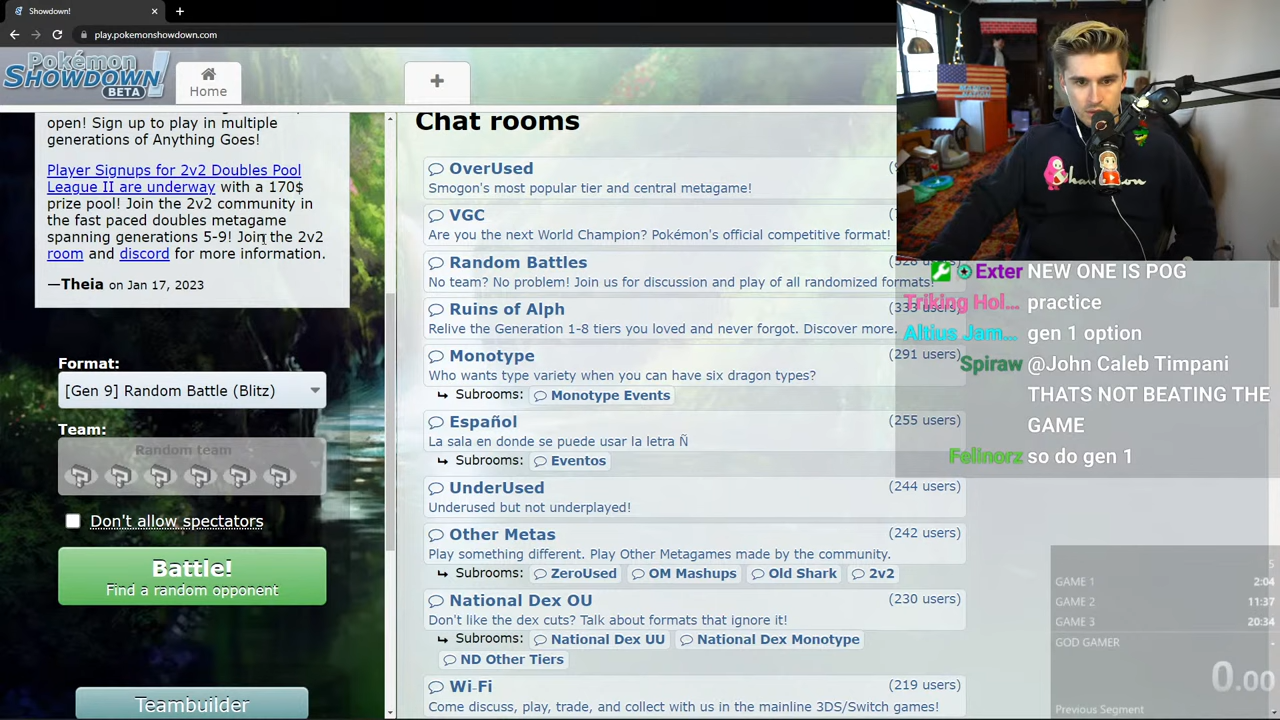 Showdown!
play.pokemonshowdown.com
Pokémon
SHOWDOWN!
BETA
Home
open! Sign up to play in multiple
generations of Anything Goes!
Player Signups for 2v2 Doubles Pool
League II are underway with a 170$
prize pool! Join the 2v2 community in
the fast paced doubles metagame
spanning generations 5-9! Join the 2v2
room and discord for more information.
—Theia on Jan 17, 2023
Format:
[Gen 9] Random Battle (Blitz)
Team:
Random team
Don't allow spectators
Battle!
Find a random opponent
Teambuilder
Chat rooms
OverUsed
Smogon's most popular tier and central metagame!
VGC
Are you the next World Champion? Pokémon's official competitive format!
Random Battles
No team? No problem! Join us for discussion and play of all randomized formats!
Ruins of Alph
(333 users)
Relive the Generation 1-8 tiers you loved and never forgot. Discover more.
Monotype
(291 users)
Who wants type variety when you can have six dragon types?
Subrooms: Monotype Events
Español
(255 users)
La sala en donde se puede usar la letra Ñ
Subrooms: Eventos
UnderUsed
(244 users)
Underused but not underplayed!
Other Metas
(242 users)
Play something different. Play Other Metagames made by the community.
Subrooms: ZeroUsed OM Mashups Old Shark 2v2
National Dex OU
(230 users)
Don't like the dex cuts? Talk about formats that ignore it!
Subrooms: National Dex UU National Dex Monotype
ND Other Tiers
Wi-Fi
(219 users)
Come discuss, play, trade, and collect with us in the mainline 3DS/Switch games!
Exter NEW ONE IS POG
Triking Hol... practice
Altius Jam... gen 1 option
Spiraw @John Caleb Timpani
THATS NOT BEATING THE
GAME
Felinorz so do gen 1
5
GAME 1 2:04
GAME 2 11:37
GAME 3 20:34
GOD GAMER -
0.00
Previous Segment -